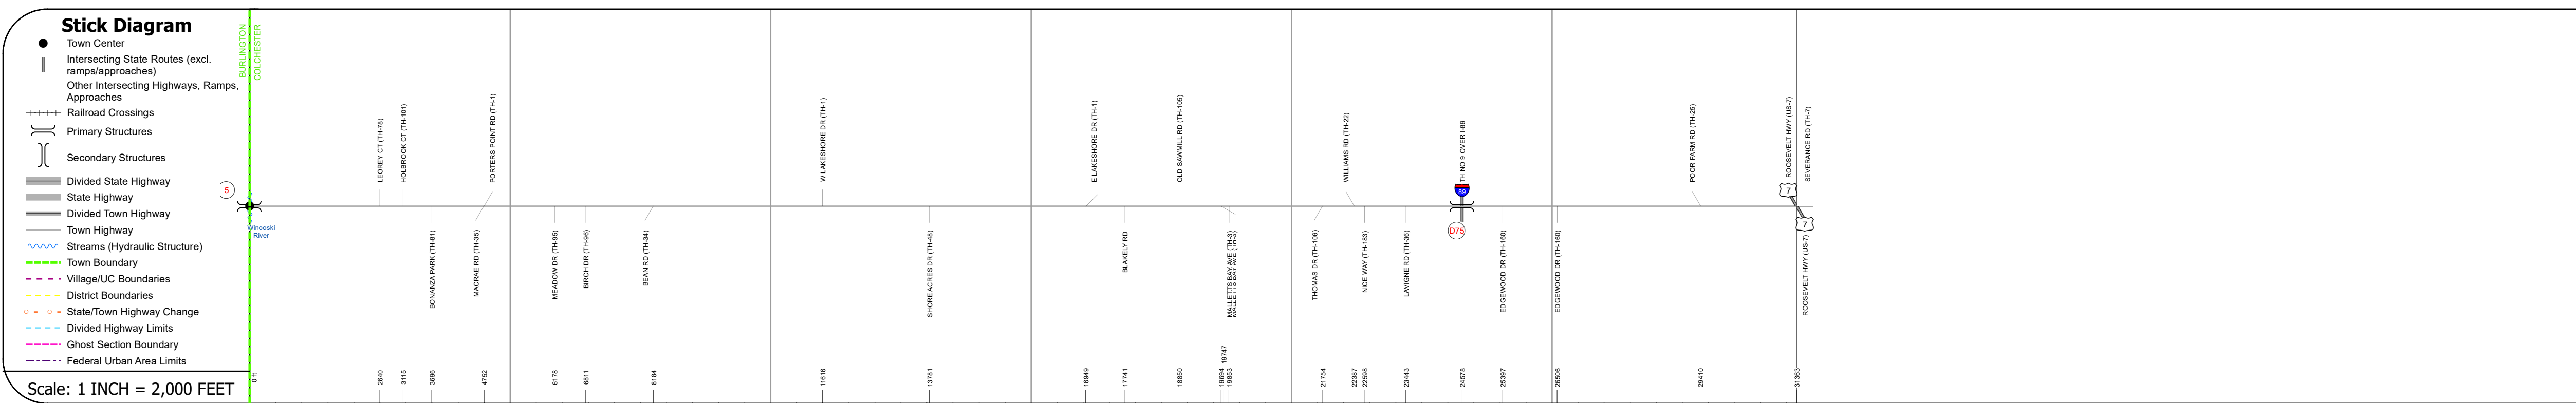 Stick Diagram
Town Center
Intersecting State Routes (excl.
ramps/approaches)
Other Intersecting Highways, Ramps,
Approaches
Railroad Crossings
Primary Structures
Secondary Structures
Divided State Highway
State Highway
Divided Town Highway
Town Highway
Streams (Hydraulic Structure)
Town Boundary
Village/UC Boundaries
District Boundaries
State/Town Highway Change
Divided Highway Limits
Ghost Section Boundary
Federal Urban Area Limits
Scale: 1 INCH = 2,000 FEET
BURLINGTON
COLCHESTER
5
Winooski
River
LEOREY CT (TH-78)
HOLBROOK CT (TH-101)
PORTERS POINT RD (TH-1)
W LAKESHORE DR (TH-1)
E LAKESHORE DR (TH-1)
OLD SAWMILL RD (TH-105)
WILLIAMS RD (TH-22)
TH NO 9 OVER I-89
89
POOR FARM RD (TH-25)
ROOSEVELT HWY (US-7)
SEVERANCE RD (TH-7)
7
7
BONANZA PARK (TH-81)
MACRAE RD (TH-35)
MEADOW DR (TH-95)
BIRCH DR (TH-96)
BEAN RD (TH-34)
SHORE ACRES DR (TH-48)
BLAKELY RD
MALLETTS BAY AVE (TH-3)
MALLETTS BAY AVE (TH-3)
THOMAS DR (TH-106)
NICE WAY (TH-183)
LAVIGNE RD (TH-36)
D75
EDGEWOOD DR (TH-160)
EDGEWOOD DR (TH-160)
ROOSEVELT HWY (US-7)
0 ft
2640
3115
3696
4752
6178
6811
8184
11616
13781
16949
17741
18850
19694
19747
19853
21754
22387
22598
23443
24578
25397
26506
29410
31363